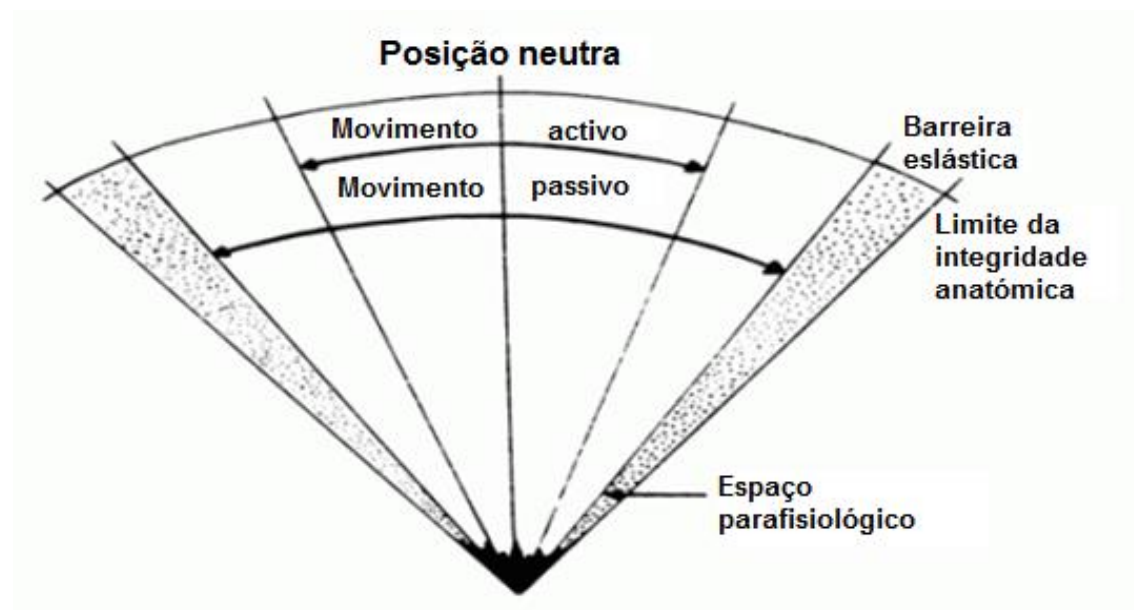 Posição neutra
Movimento activo
Movimento passivo
Barreira
eslástica
Limite da
integridade
anatómica
Espaço
parafisiológico